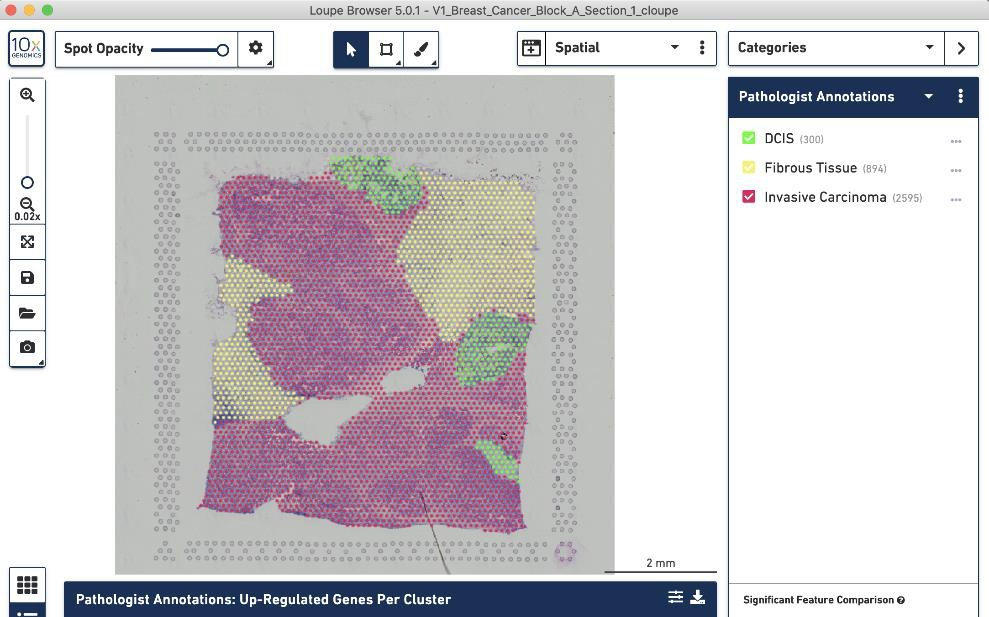 Loupe Browser 5.0.1 - V1_Breast_Cancer_Block_A_Section_1_cloupe
10x
GENOMICS
Spot Opacity
Spatial
Categories
Pathologist Annotations
DCIS (300)
Fibrous Tissue (894)
Invasive Carcinoma (2595)
0.02x
2 mm
Pathologist Annotations: Up-Regulated Genes Per Cluster
Significant Feature Comparison